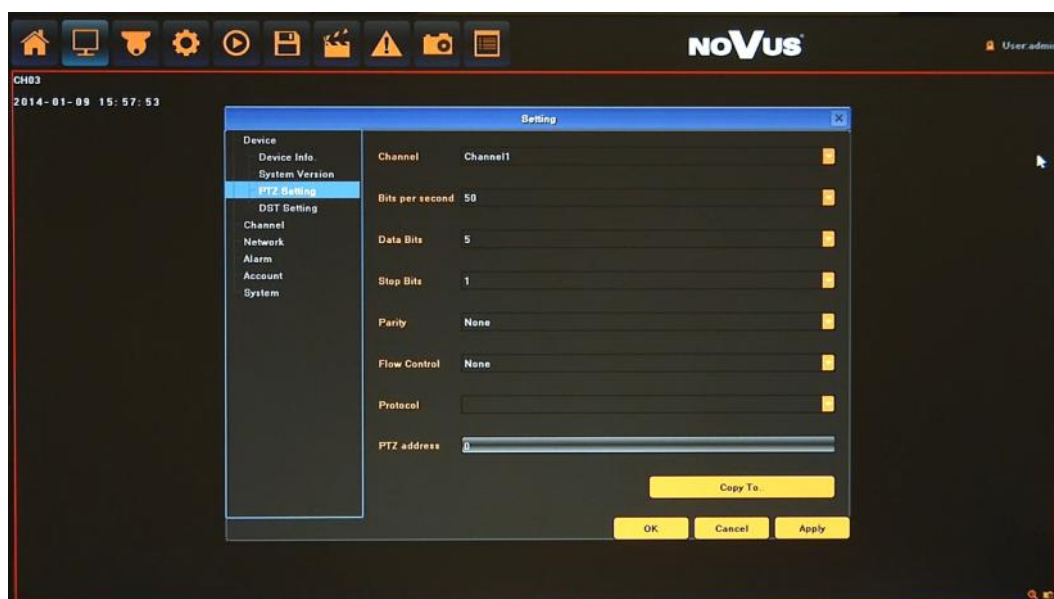 NOVUS
User:admi
CH03
2014-01-09 15:57:53
Setting
Device
Device Info.
System Version
PTZ Setting
DST Setting
Channel
Network
Alarm
Account
System
Channel Channel1
Bits per second 50
Data Bits 5
Stop Bits 1
Parity None
Flow Control None
Protocol
PTZ address 0
Copy To..
OK Cancel Apply